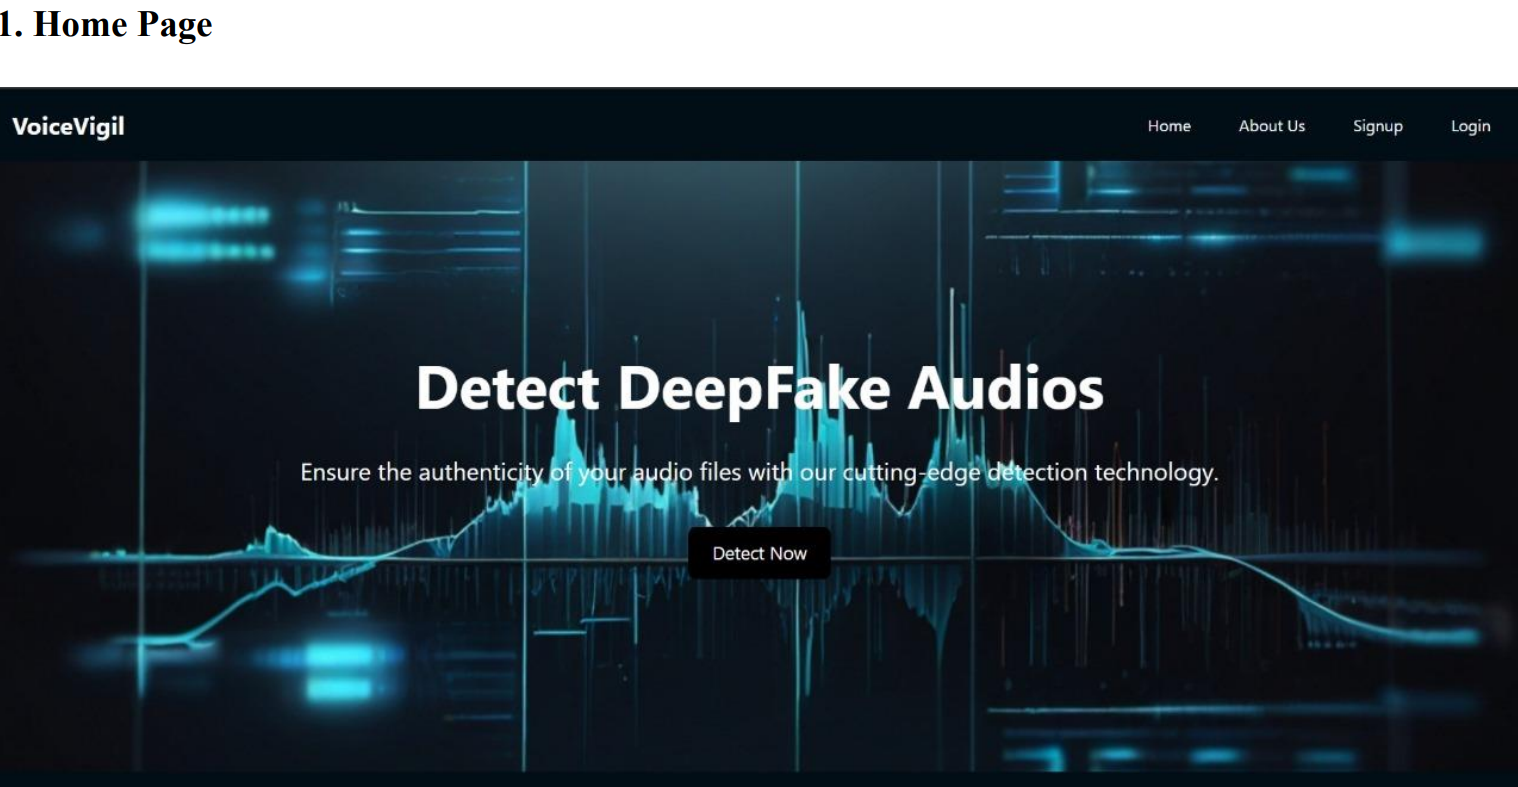 1. Home Page
VoiceVigil
Home About Us Signup Login
Detect DeepFake Audios
Ensure the authenticity of your audio files with our cutting-edge detection technology.
Detect Now